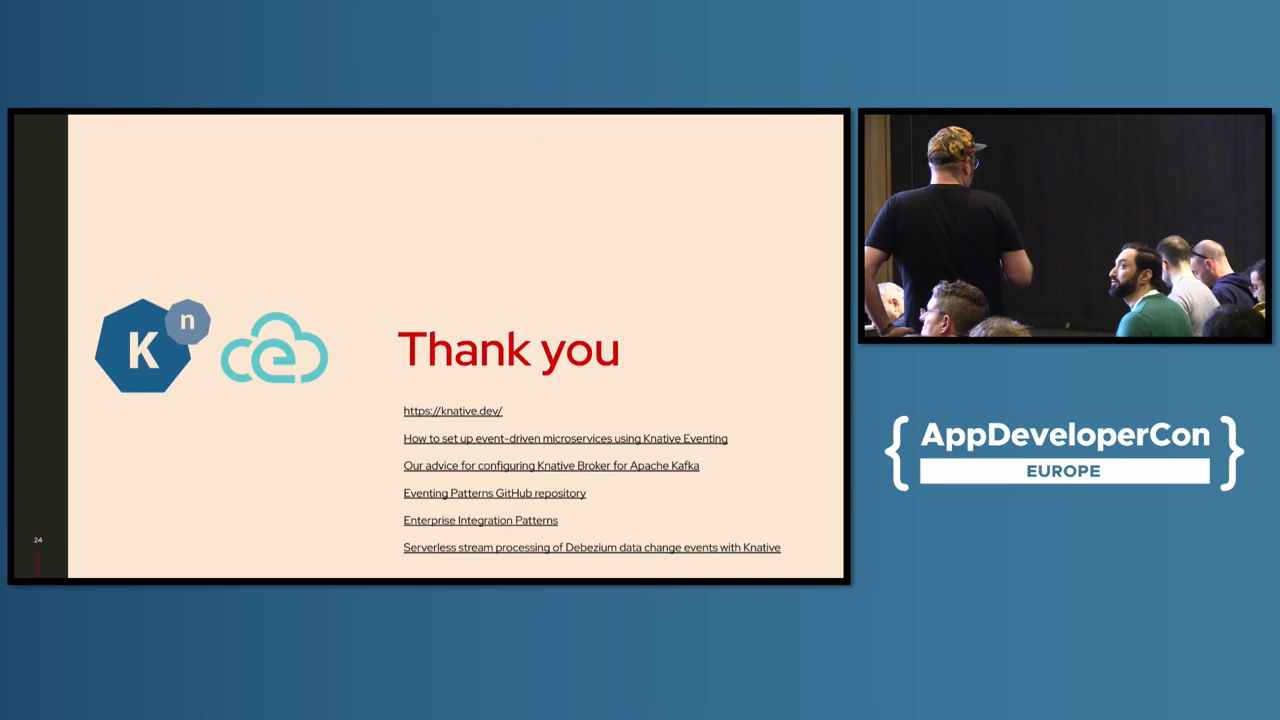 K
n
e
Thank you
https://knative.dev/
How to set up event-driven microservices using Knative Eventing
Our advice for configuring Knative Broker for Apache Kafka
Eventing Patterns GitHub repository
Enterprise Integration Patterns
Serverless stream processing of Debezium data change events with Knative
24
{ AppDeveloperCon }
EUROPE